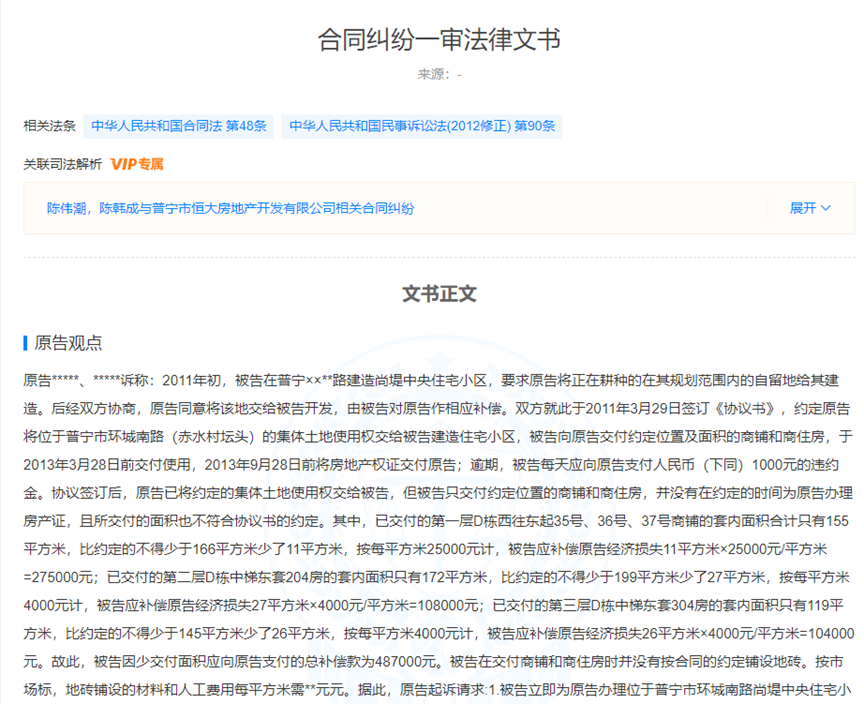 合同纠纷一审法律文书
来源：-
相关法条 中华人民共和国合同法 第48条 中华人民共和国民事诉讼法(2012修正) 第90条
关联司法解析 VIP专属
陈伟潮，陈韩成与普宁市恒大房地产开发有限公司相关合同纠纷 展开
文书正文
原告观点
原告*****、*****诉称：2011年初，被告在普宁××**路建造尚堤中央住宅小区，要求原告将正在耕种的在其规划范围内的自留地给其建
造。后经双方协商，原告同意将该地交给被告开发，由被告对原告作相应补偿。双方就此于2011年3月29日签订《协议书》，约定原告
将位于普宁市环城南路（赤水村坛头）的集体土地使用权交给被告建造住宅小区，被告向原告交付约定位置及面积的商铺和商住房，于
2013年3月28日前交付使用，2013年9月28日前将房地产权证交付原告；逾期，被告每天应向原告支付人民币（下同）1000元的违约
金。协议签订后，原告已将约定的集体土地使用权交给被告，但被告只交付约定位置的商铺和商住房，并没有在约定的时间为原告办理
房产证，且所交付的面积也不符合协议书的约定。其中，已交付的第一层D栋西往东起35号、36号、37号商铺的套内面积合计只有155
平方米，比约定的不得少于166平方米少了11平方米，按每平方米25000元计，被告应补偿原告经济损失11平方米×25000元/平方米
=275000元；已交付的第二层D栋中梯东套204房的套内面积只有172平方米，比约定的不得少于199平方米少了27平方米，按每平方米
4000元计，被告应补偿原告经济损失27平方米×4000元/平方米=108000元；已交付的第三层D栋中梯东套304房的套内面积只有119平
方米，比约定的不得少于145平方米少了26平方米，按每平方米4000元计，被告应补偿原告经济损失26平方米×4000元/平方米=104000
元。故此，被告因少交付面积应向原告支付的总补偿款为487000元。被告在交付商铺和商住房时并没有按合同的约定铺设地砖。按市
场标，地砖铺设的材料和人工费用每平方米需**元元。据此，原告起诉请求:1.被告立即为原告办理位于普宁市环城南路尚堤中央住宅小